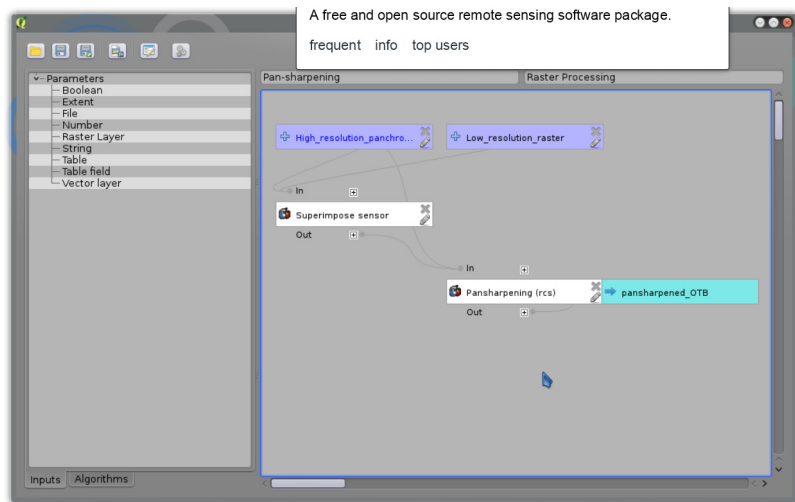 A free and open source remote sensing software package.
frequent info top users
Parameters
Boolean
Extent
File
Number
Raster Layer
String
Table
Table field
Vector layer
Inputs Algorithms
Pan-sharpening Raster Processing
High_resolution_panchro... Low_resolution_raster
In
Superimpose sensor
Out
In
Pansharpening (rcs) pansharpened_OTB
Out